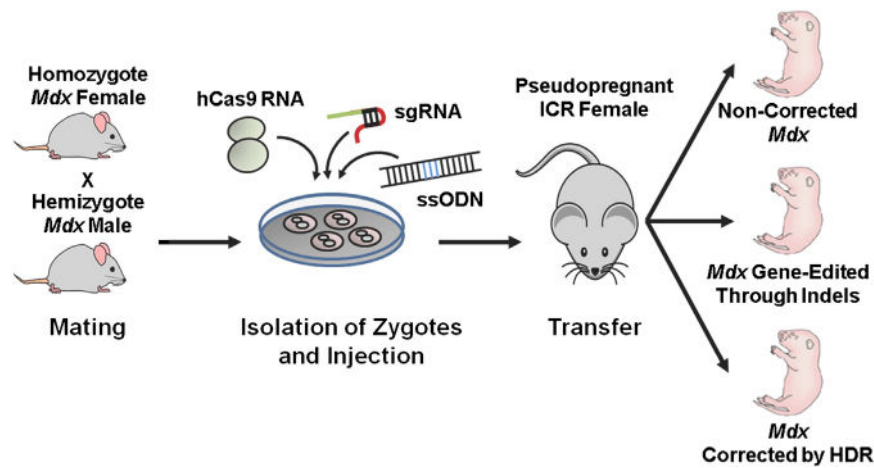 Homozygote
Mdx Female
X
Hemizygote
Mdx Male
Mating
hCas9 RNA
sgRNA
ssODN
Isolation of Zygotes
and Injection
Pseudopregnant
ICR Female
Transfer
Non-Corrected
Mdx
Mdx Gene-Edited
Through Indels
Mdx
Corrected by HDR